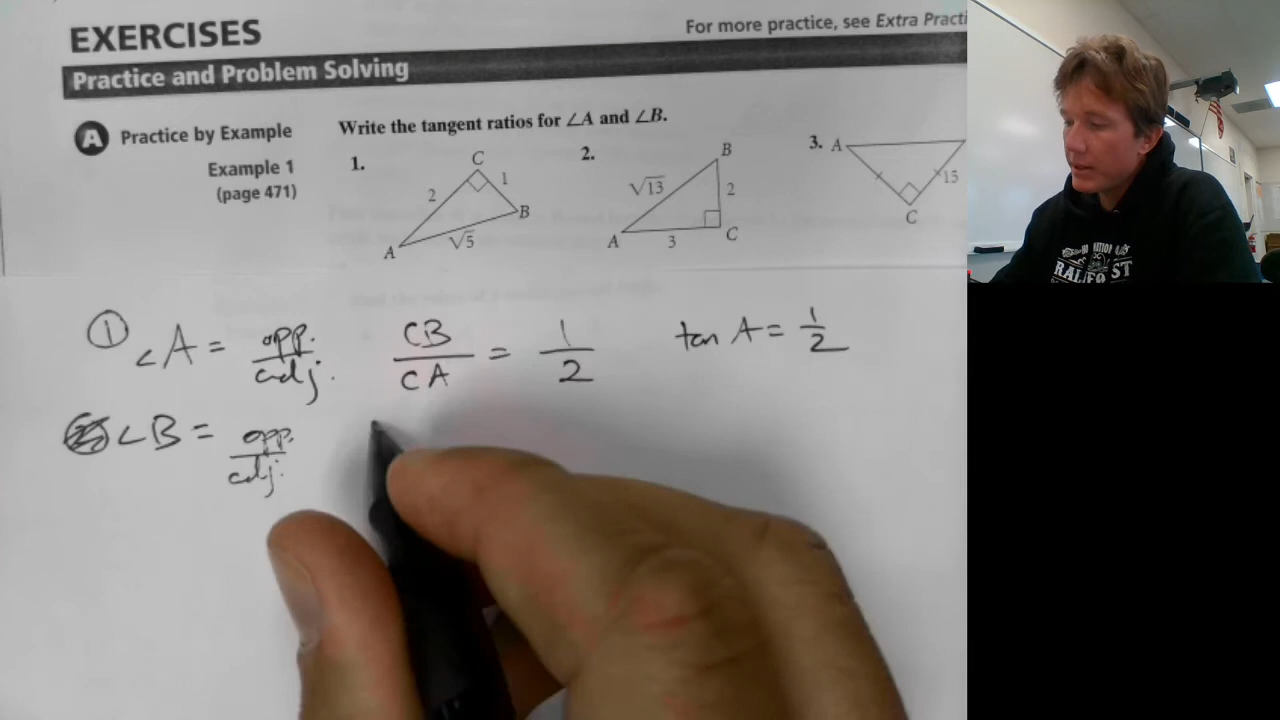 EXERCISES
For more practice, see Extra Practi
Practice and Problem Solving
A Practice by Example
Example 1
(page 471)
Write the tangent ratios for ∠A and ∠B.
1.
C
2
1
B
√5
A
2.
B
√13
2
A
3
C
3.
A
15
C
① ∠A = opp./adj. CB/CA = 1/2 tan A = 1/2
∠B = opp./adj.